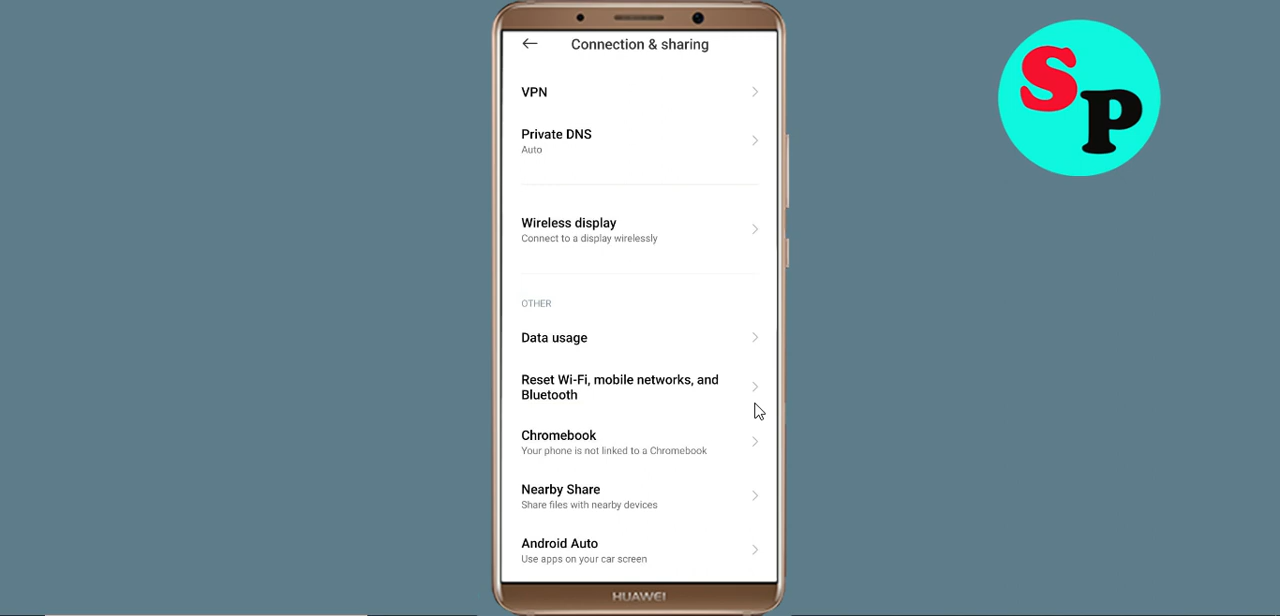 Connection & sharing
VPN
Private DNS
Auto
Wireless display
Connect to a display wirelessly
OTHER
Data usage
Reset Wi-Fi, mobile networks, and
Bluetooth
Chromebook
Your phone is not linked to a Chromebook
Nearby Share
Share files with nearby devices
Android Auto
Use apps on your car screen
HUAWEI
SP